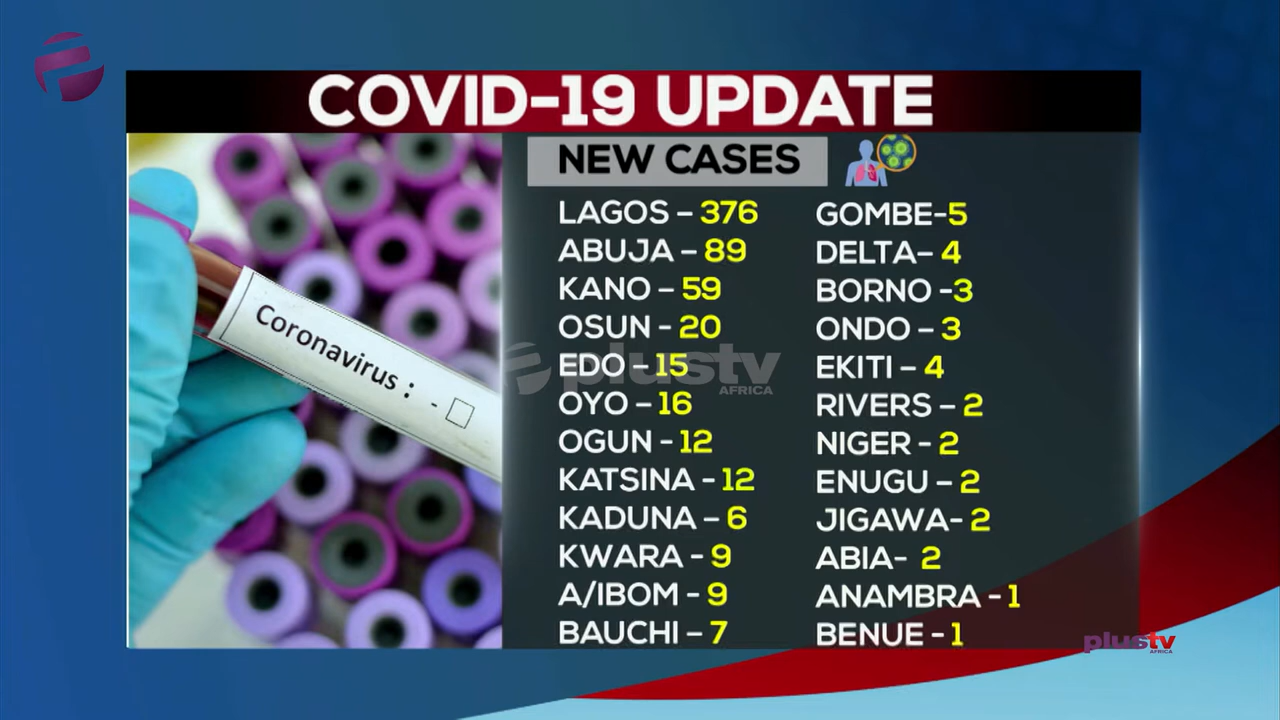 COVID-19 UPDATE
NEW CASES
LAGOS – 376
ABUJA – 89
KANO – 59
OSUN - 20
EDO – 15
OYO – 16
OGUN - 12
KATSINA - 12
KADUNA – 6
KWARA - 9
A/IBOM - 9
BAUCHI – 7
GOMBE-5
DELTA– 4
BORNO -3
ONDO – 3
EKITI – 4
RIVERS – 2
NIGER - 2
ENUGU – 2
JIGAWA- 2
ABIA- 2
ANAMBRA - 1
BENUE - 1
Coronavirus : - □
plustv
AFRICA
plustv
AFRICA